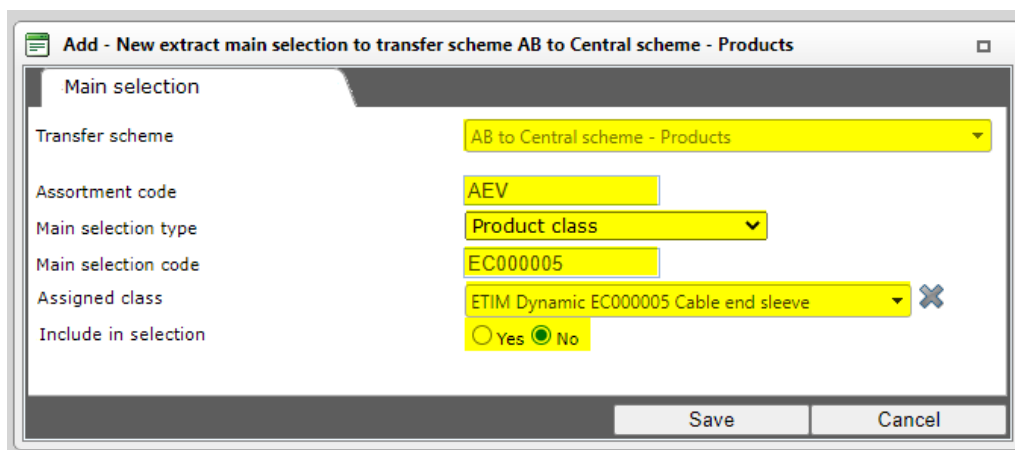 Add - New extract main selection to transfer scheme AB to Central scheme - Products
Main selection
Transfer scheme AB to Central scheme - Products
Assortment code AEV
Main selection type Product class
Main selection code EC000005
Assigned class ETIM Dynamic EC000005 Cable end sleeve
Include in selection Yes No
Save Cancel